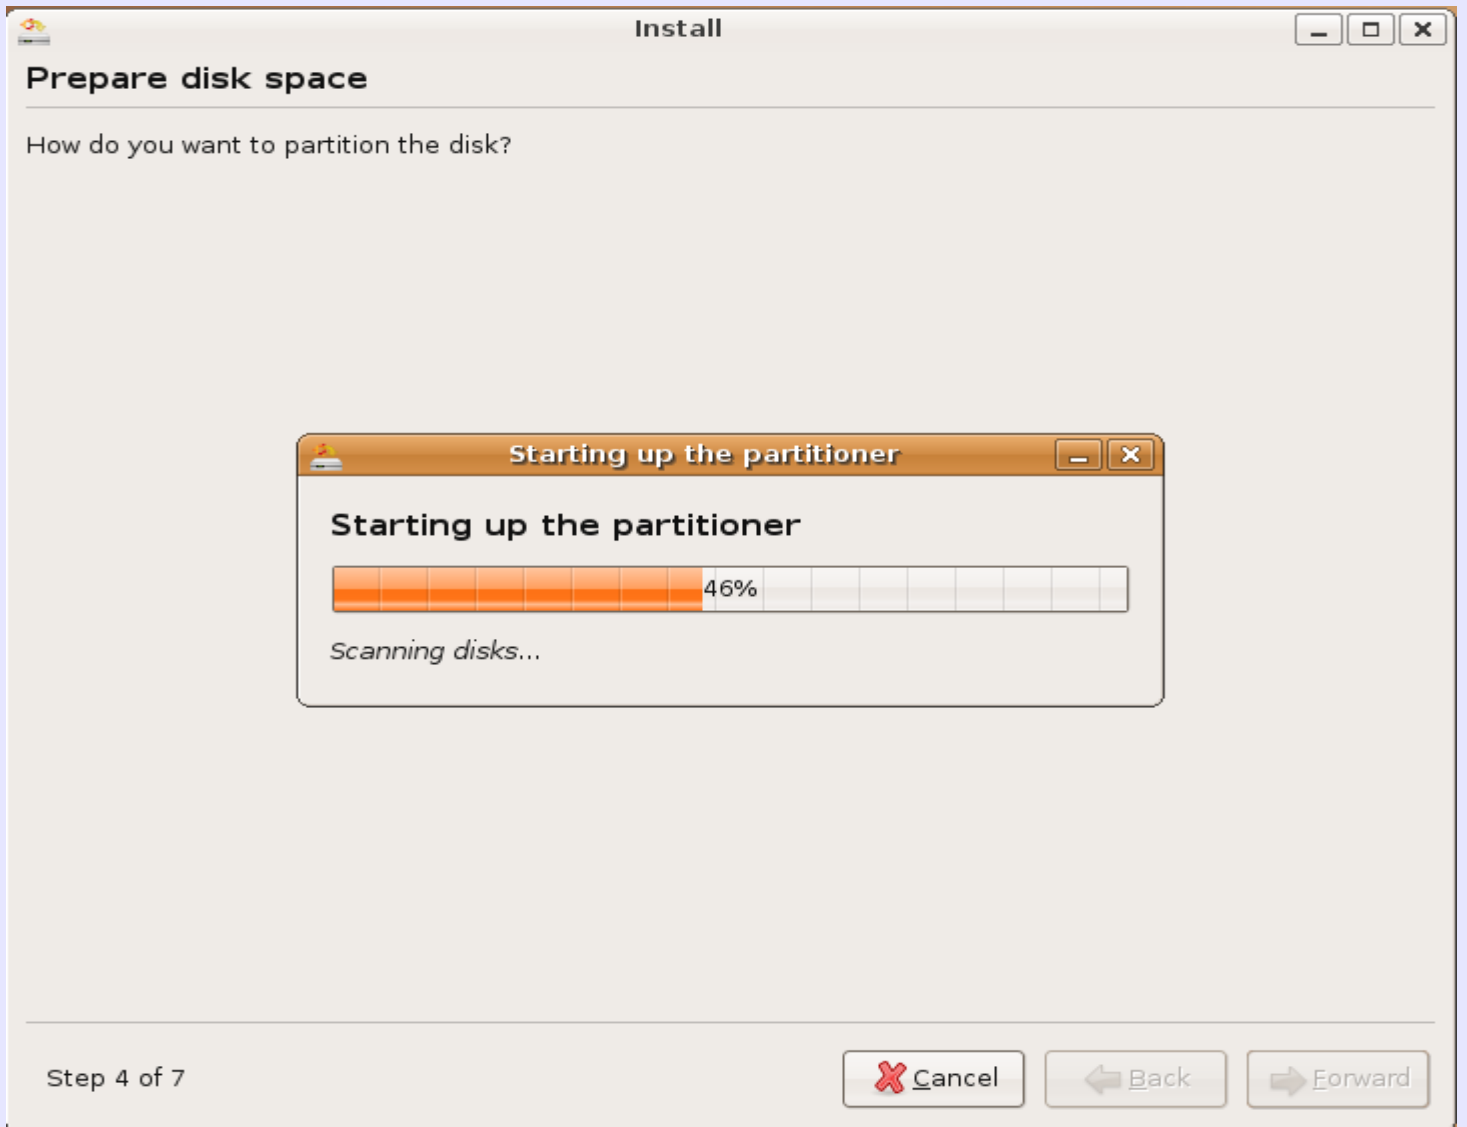 Install
Prepare disk space
How do you want to partition the disk?
Starting up the partitioner
Starting up the partitioner
46%
Scanning disks...
Step 4 of 7
Cancel
Back
Forward